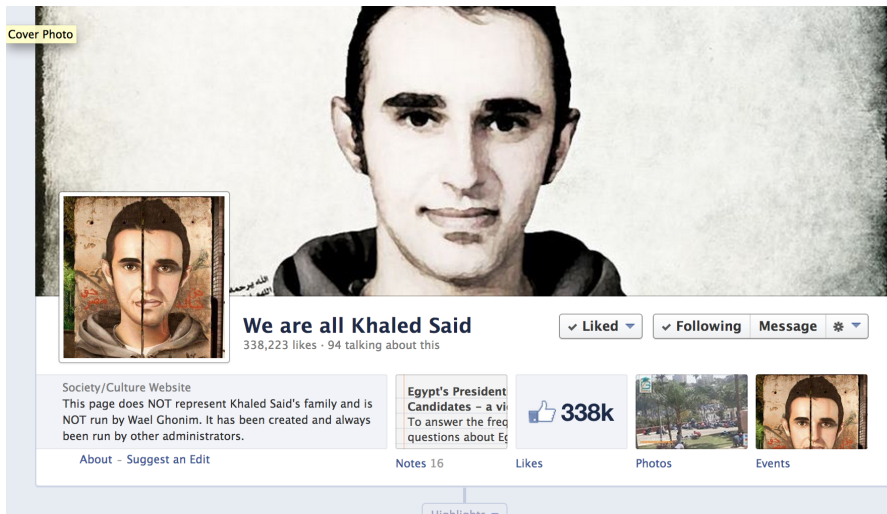 Cover Photo
الله يرحمه
We are all Khaled Said
338,223 likes · 94 talking about this
Liked
Following
Message
Society/Culture Website
This page does NOT represent Khaled Said's family and is
NOT run by Wael Ghonim. It has been created and always
been run by other administrators.
About - Suggest an Edit
Egypt's President
Candidates – a vi
To answer the freq
questions about Eg
338k
Notes 16
Likes
Photos
Events
Highlights